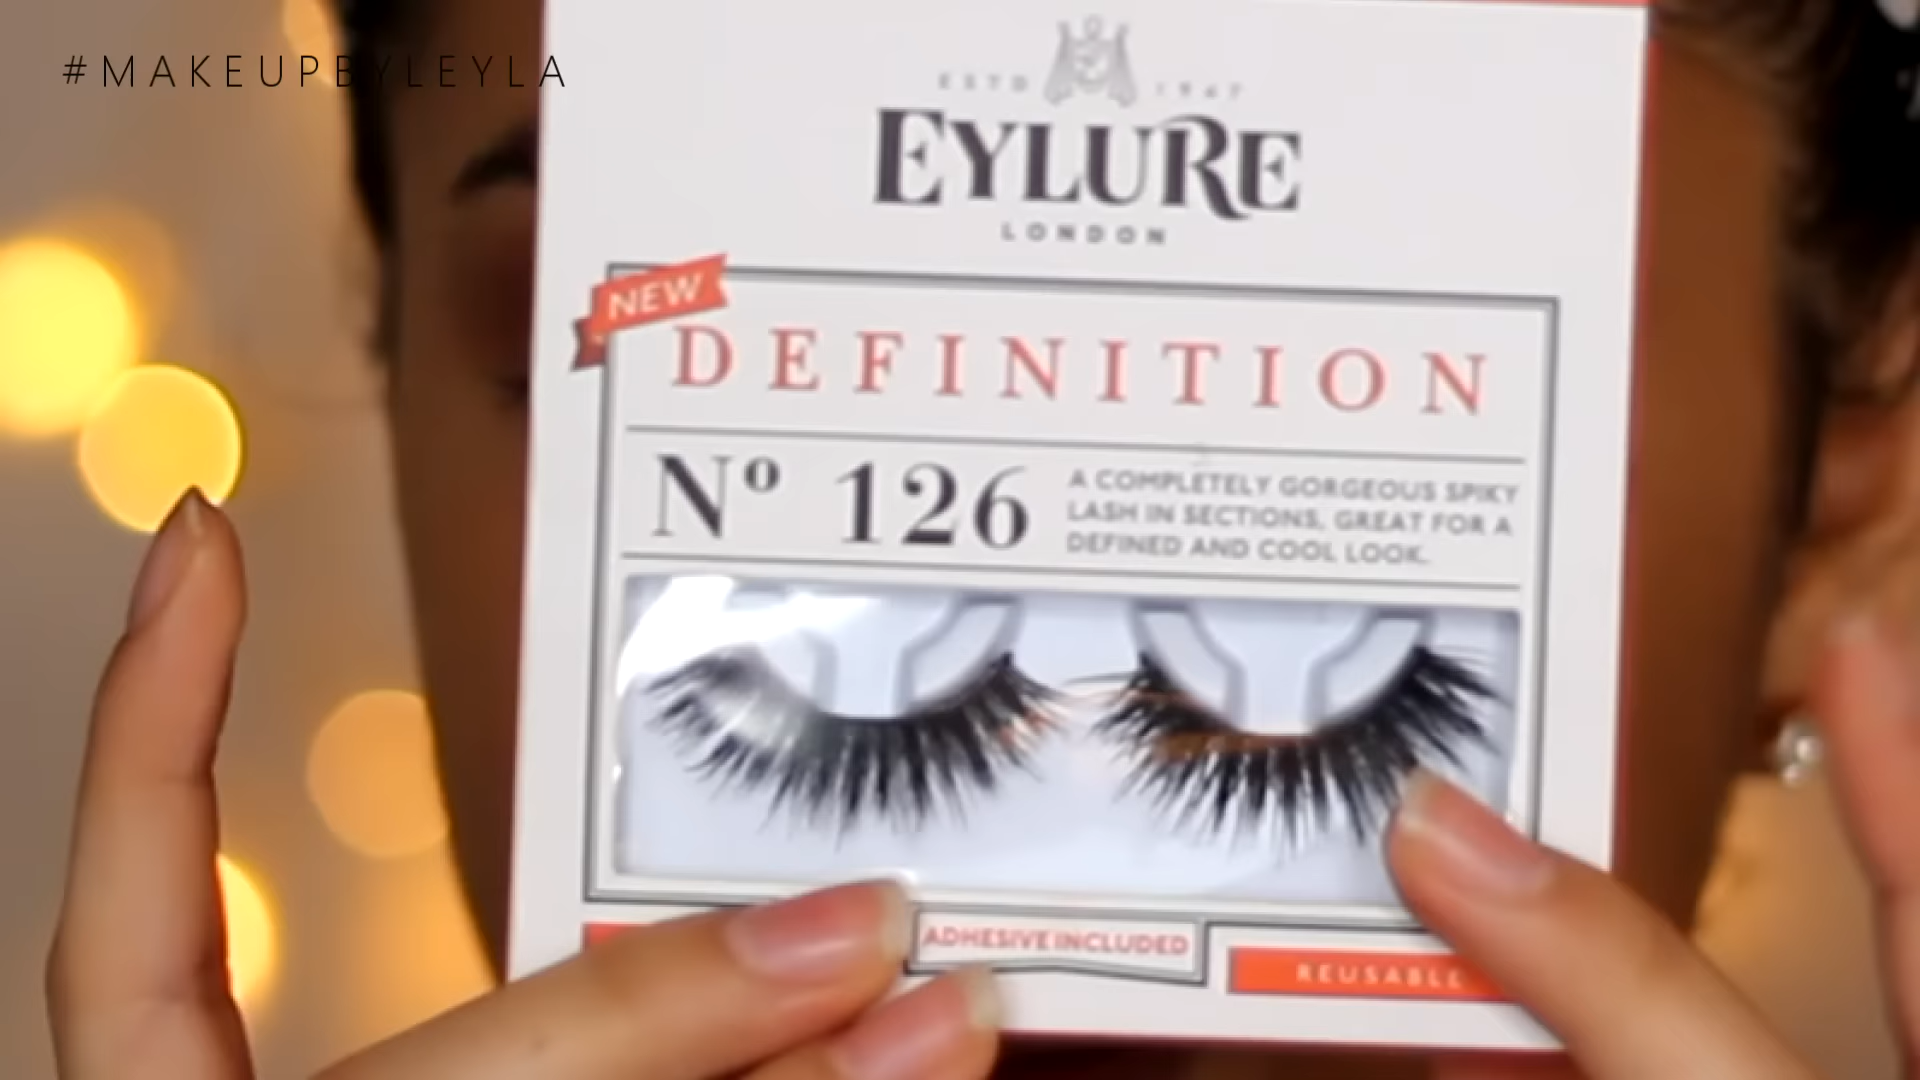 #MAKEUPBYLEYLA
ESTD 1947
EYLURE
LONDON
NEW
DEFINITION
Nº 126
A COMPLETELY GORGEOUS SPIKY
LASH IN SECTIONS, GREAT FOR A
DEFINED AND COOL LOOK.
ADHESIVE INCLUDED
REUSABLE